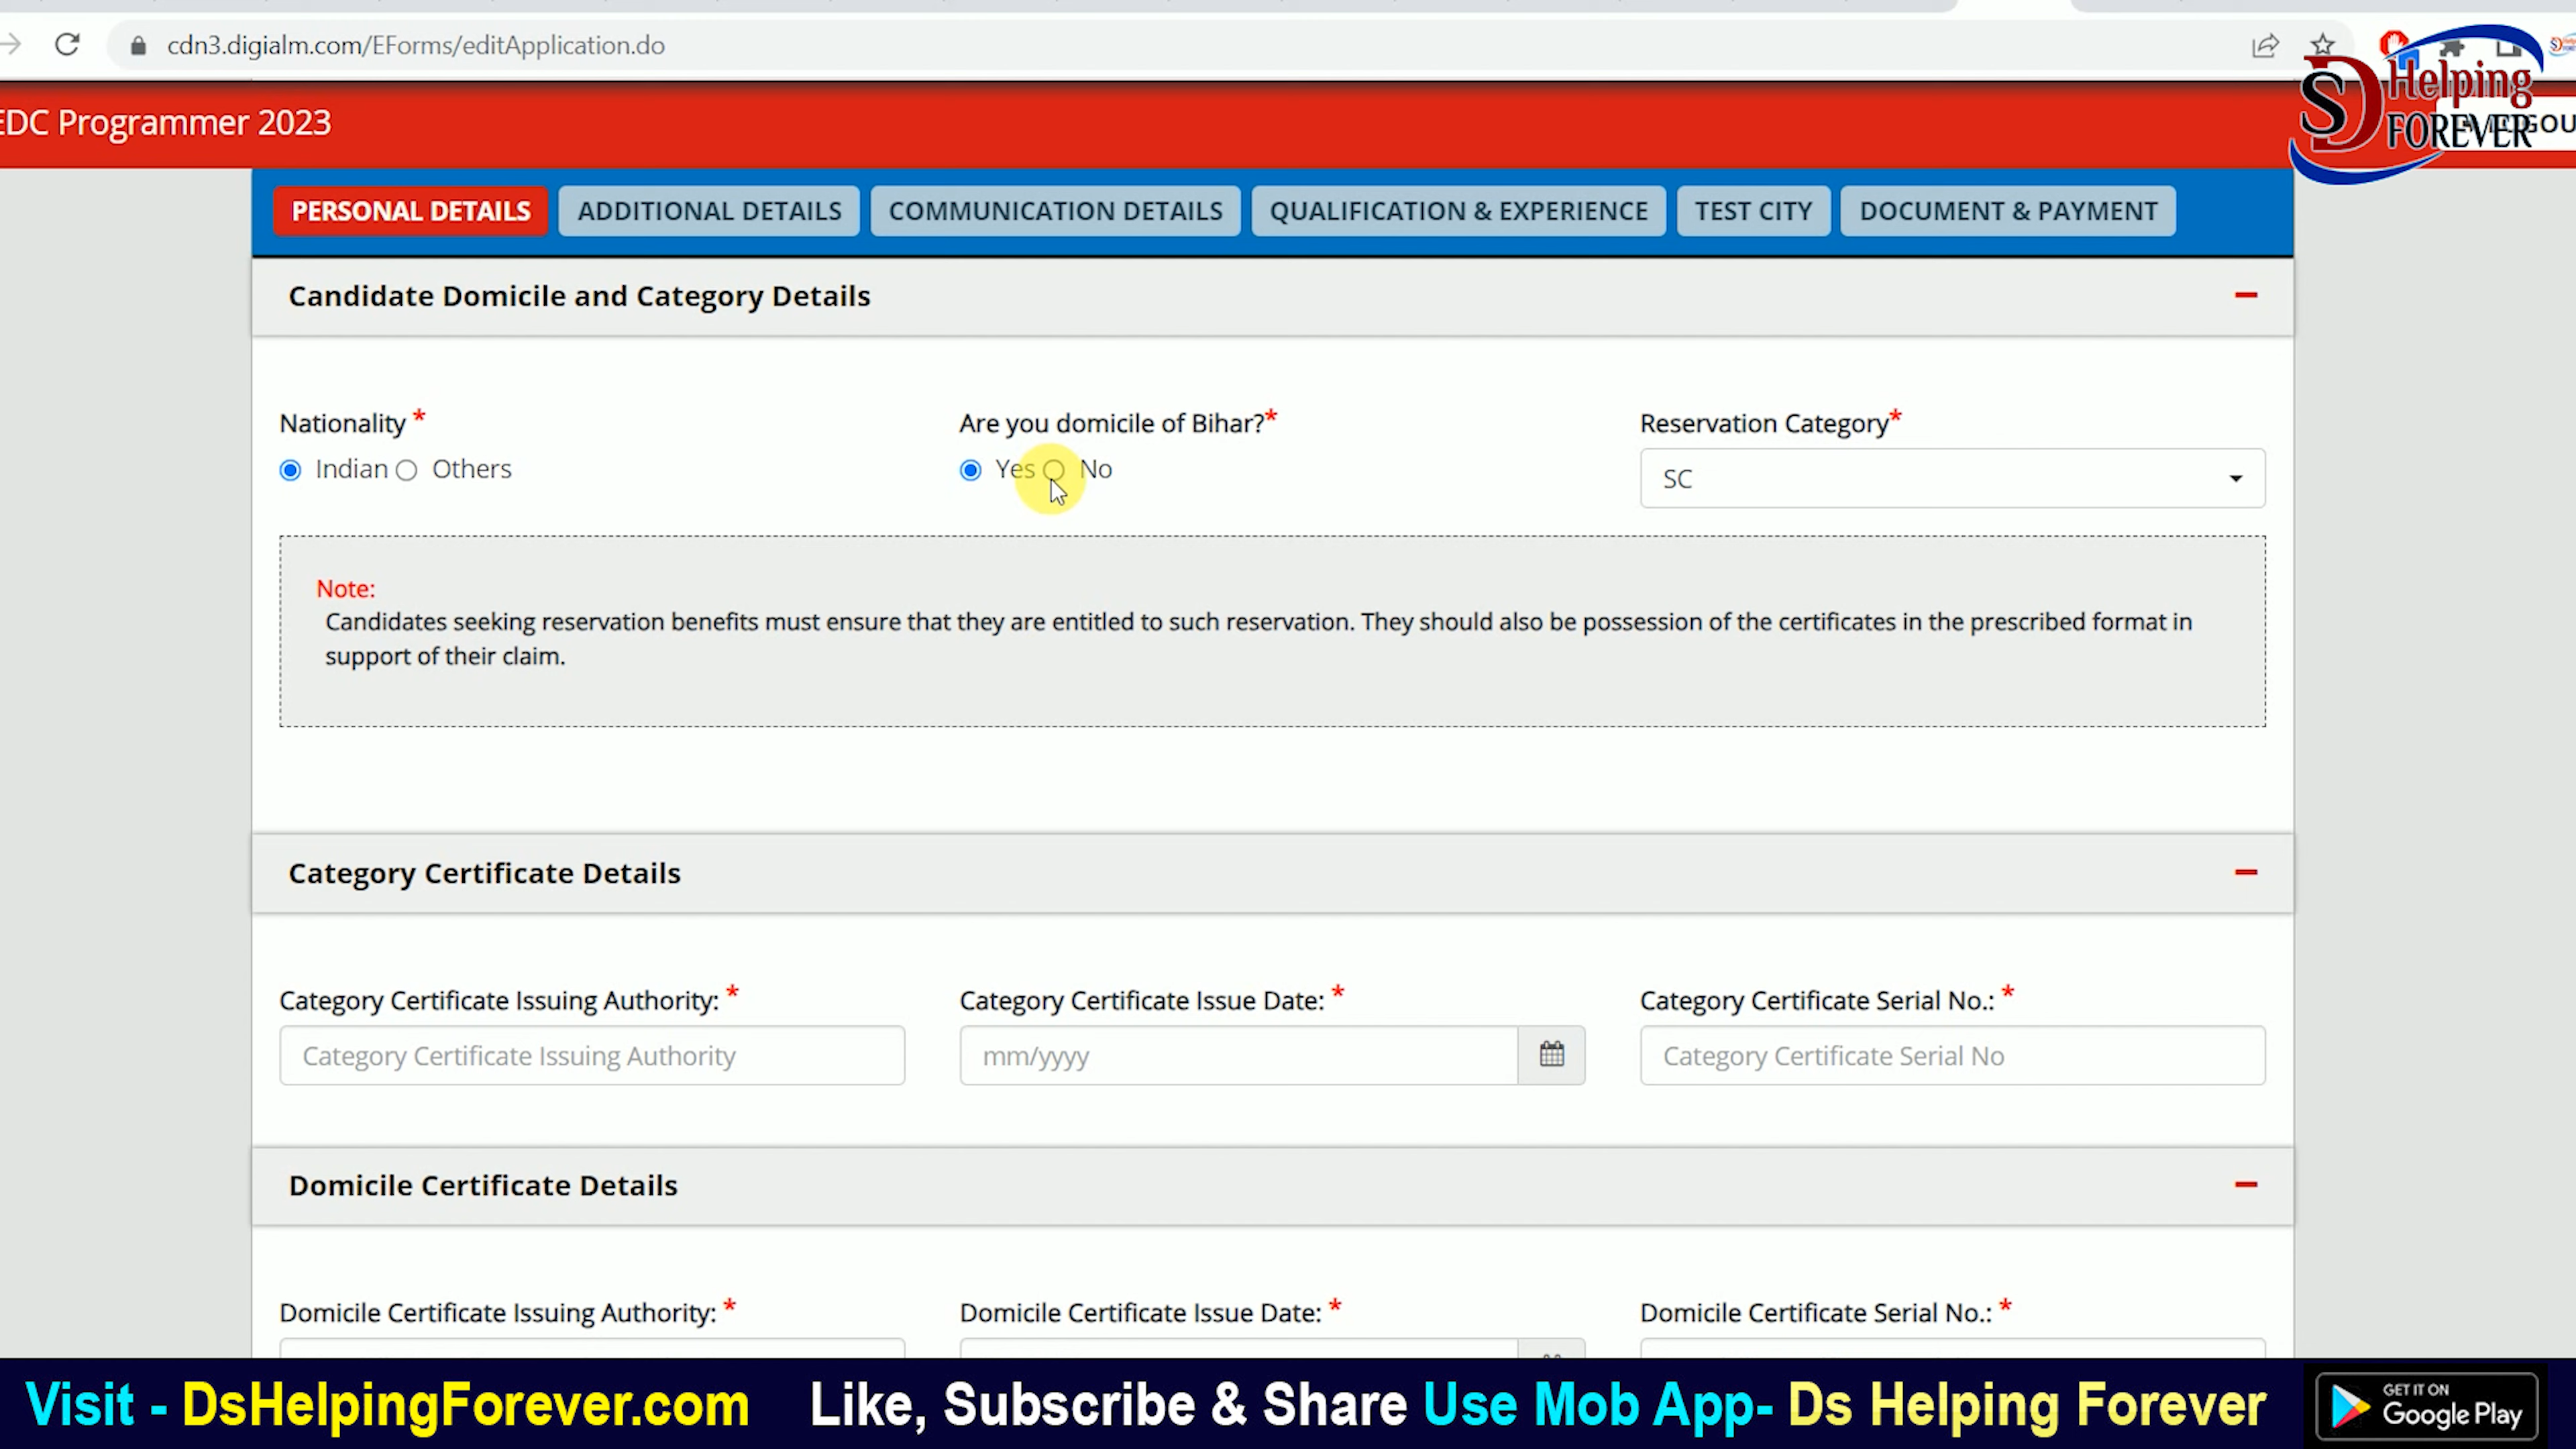 cdn3.digialm.com/EForms/editApplication.do
SD Helping FOREVER
EDC Programmer 2023
PERSONAL DETAILS ADDITIONAL DETAILS COMMUNICATION DETAILS QUALIFICATION & EXPERIENCE TEST CITY DOCUMENT & PAYMENT
Candidate Domicile and Category Details
Nationality * Are you domicile of Bihar?* Reservation Category*
Indian Others Yes No SC
Note:
Candidates seeking reservation benefits must ensure that they are entitled to such reservation. They should also be possession of the certificates in the prescribed format in
support of their claim.
Category Certificate Details
Category Certificate Issuing Authority: * Category Certificate Issue Date: * Category Certificate Serial No.: *
Category Certificate Issuing Authority mm/yyyy Category Certificate Serial No
Domicile Certificate Details
Domicile Certificate Issuing Authority: * Domicile Certificate Issue Date: * Domicile Certificate Serial No.: *
Visit - DsHelpingForever.com Like, Subscribe & Share Use Mob App- Ds Helping Forever GET IT ON Google Play